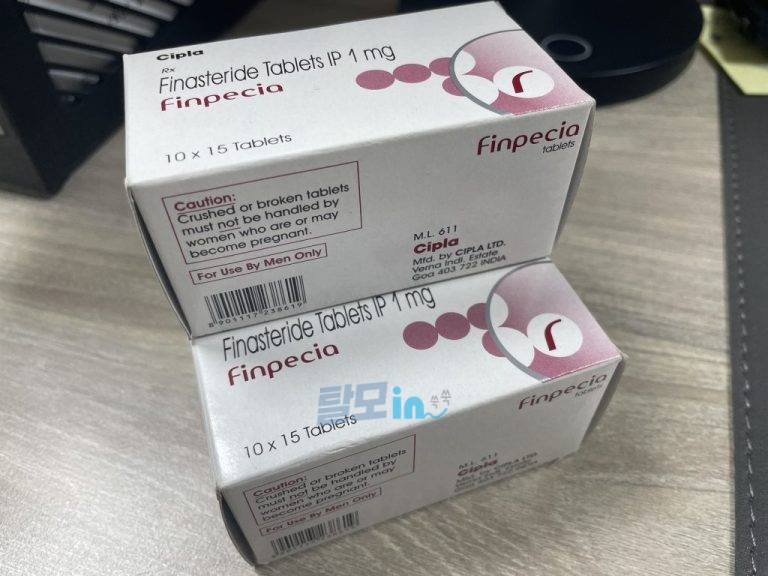 Cipla
Rx
Finasteride Tablets IP 1 mg
Finpecia
10 x 15 Tablets
Finpecia
tablets
Caution:
Crushed or broken tablets
must not be handled by
women who are or may
become pregnant.
For Use By Men Only
M.L. 611
Cipla
Mfd. by CIPLA LTD.
Verna Indl. Estate
Goa 403 722 INDIA
8 901117 238619
Finasteride Tablets IP 1 mg
Finpecia
탈모in
10 x 15 Tablets
Finpecia
tablets
Caution:
Crushed or broken tablets
must not be handled by
women who are or may
become pregnant.
For Use By Men Only
M.L. 611
Cipla